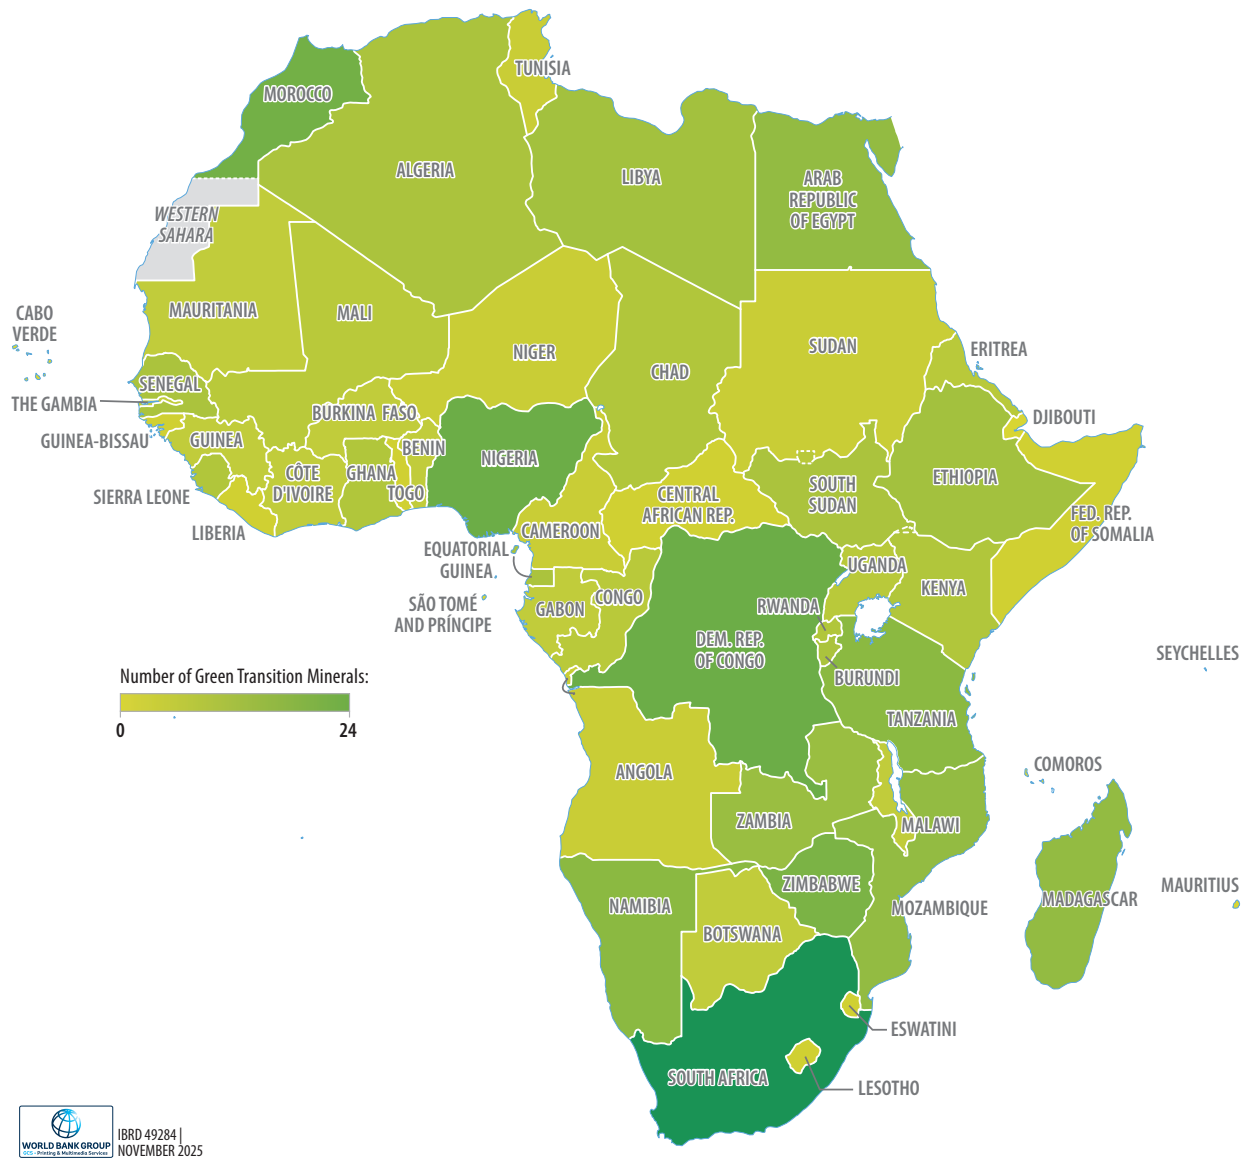 TUNISIA
MOROCCO
ALGERIA
LIBYA
ARAB
REPUBLIC
OF EGYPT
WESTERN
SAHARA
CABO
VERDE
MAURITANIA
MALI
NIGER
SUDAN
ERITREA
CHAD
SENEGAL
THE GAMBIA
BURKINA FASO
DJIBOUTI
GUINEA-BISSAU
GUINEA
BENIN
NIGERIA
CÔTE
D'IVOIRE
GHANA
TOGO
ETHIOPIA
SOUTH
SUDAN
SIERRA LEONE
CENTRAL
AFRICAN REP.
FED. REP.
OF SOMALIA
LIBERIA
CAMEROON
EQUATORIAL
GUINEA
UGANDA
KENYA
SÃO TOMÉ
AND PRÍNCIPE
GABON
CONGO
RWANDA
DEM. REP.
OF CONGO
SEYCHELLES
BURUNDI
TANZANIA
Number of Green Transition Minerals:
0
24
ANGOLA
COMOROS
ZAMBIA
MALAWI
ZIMBABWE
NAMIBIA
MOZAMBIQUE
MADAGASCAR
MAURITIUS
BOTSWANA
ESWATINI
SOUTH AFRICA
LESOTHO
WORLD BANK GROUP
GCS - Printing & Multimedia Services
IBRD 49284 |
NOVEMBER 2025